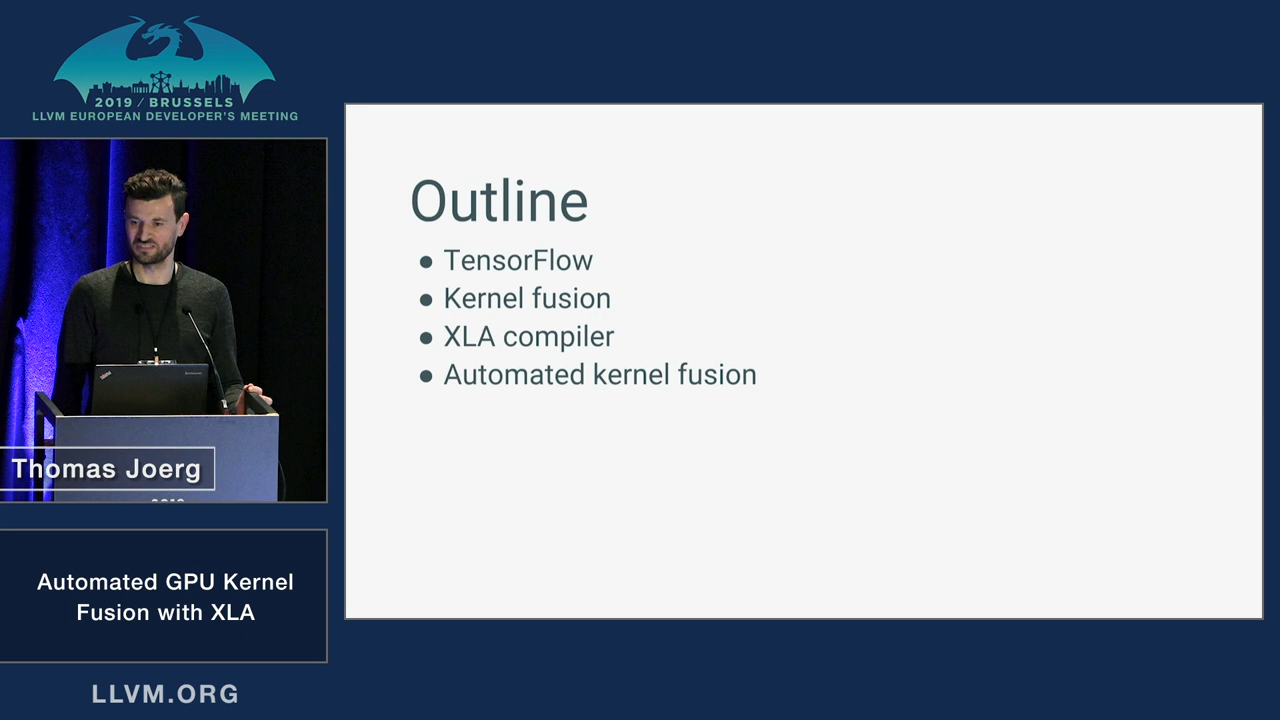 2019 / BRUSSELS
LLVM EUROPEAN DEVELOPER'S MEETING
Outline
● TensorFlow
● Kernel fusion
● XLA compiler
● Automated kernel fusion
Thomas Joerg
Automated GPU Kernel
Fusion with XLA
LLVM.ORG